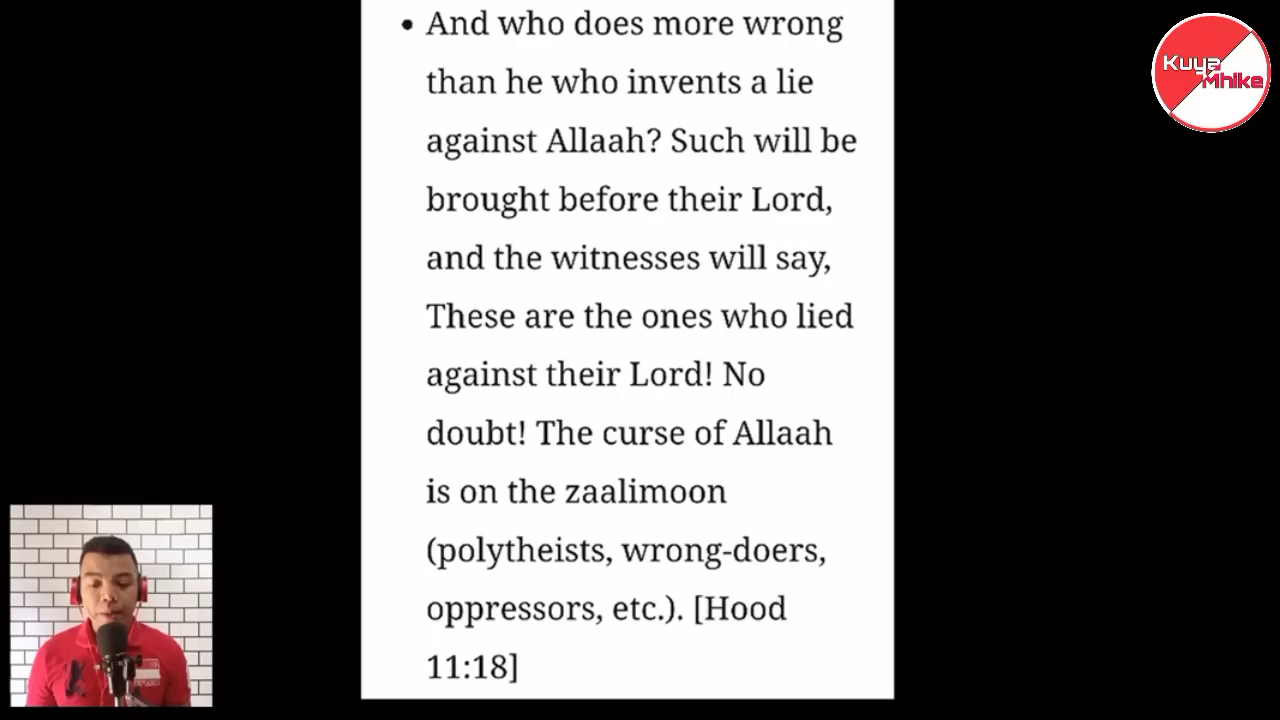 • And who does more wrong
than he who invents a lie
against Allaah? Such will be
brought before their Lord,
and the witnesses will say,
These are the ones who lied
against their Lord! No
doubt! The curse of Allaah
is on the zaalimoon
(polytheists, wrong-doers,
oppressors, etc.). [Hood
11:18]
Kuya
Mhike